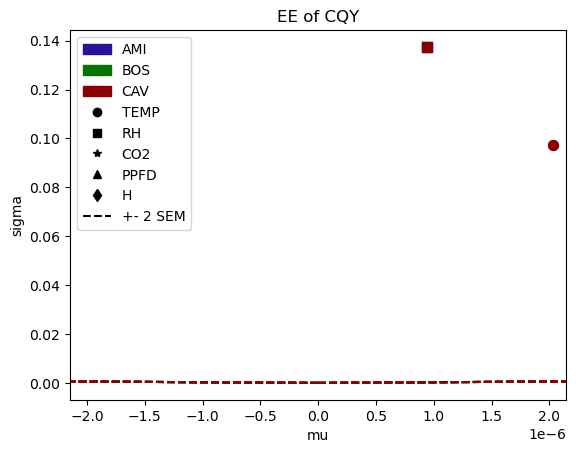 EE of CQY
0.14
0.12
0.10
0.08
0.06
0.04
0.02
0.00
sigma
AMI
BOS
CAV
TEMP
RH
CO2
PPFD
H
+- 2 SEM
−2.0 −1.5 −1.0 −0.5 0.0 0.5 1.0 1.5 2.0
1e−6
mu